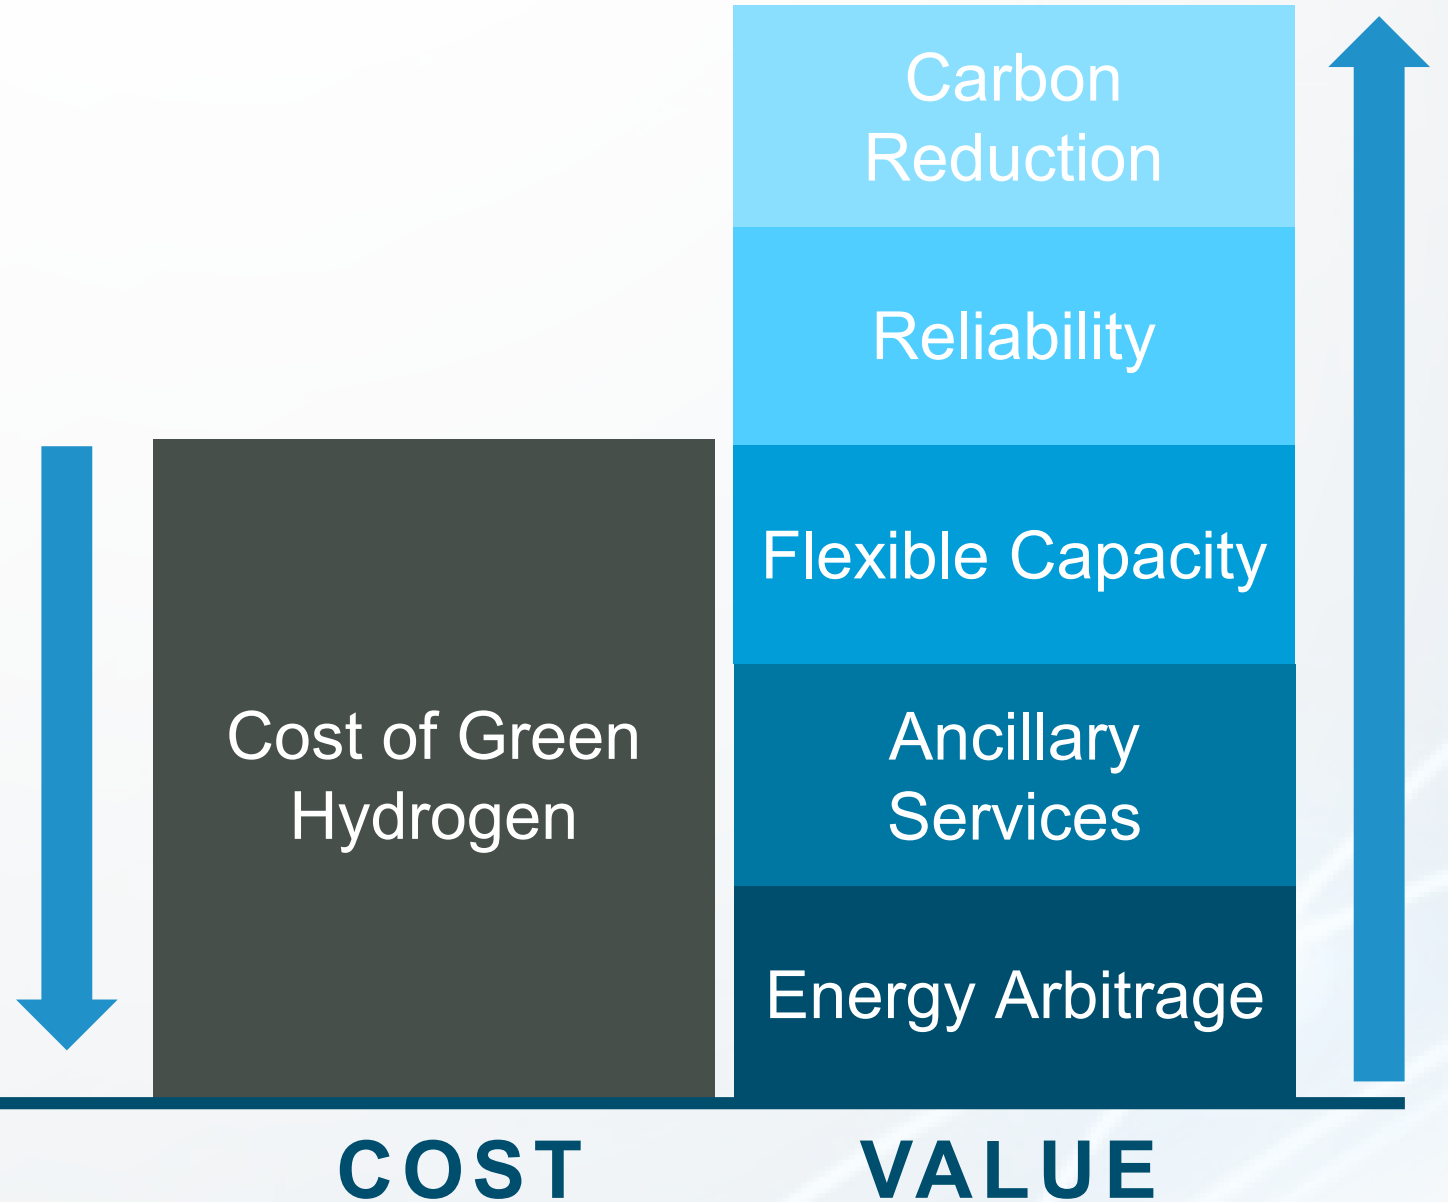 Carbon
Reduction
Reliability
Flexible Capacity
Cost of Green
Hydrogen
Ancillary
Services
Energy Arbitrage
COST
VALUE